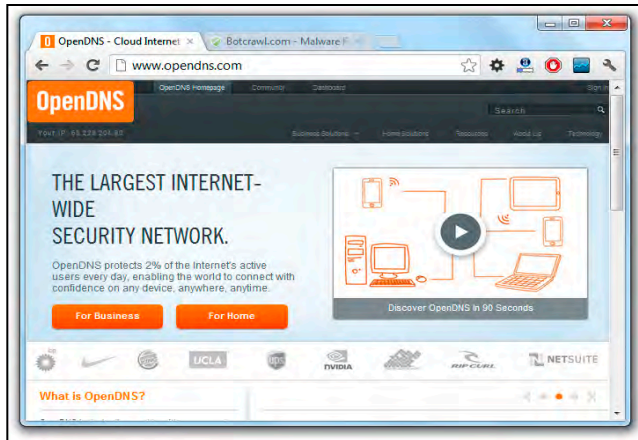 OpenDNS - Cloud Internet
Botcrawl.com - Malware F
www.opendns.com
OpenDNS
OpenDNS Homepage
Community
Dashboard
Sign in
Search
Your IP:
Business Solutions
Home Solutions
Resources
About Us
Technology
THE LARGEST INTERNET-
WIDE
SECURITY NETWORK.
OpenDNS protects 2% of the Internet's active
users every day, enabling the world to connect with
confidence on any device, anywhere, anytime.
For Business
For Home
Discover OpenDNS in 90 Seconds
UCLA
ups
NVIDIA
RIP CURL
NETSUITE
What is OpenDNS?